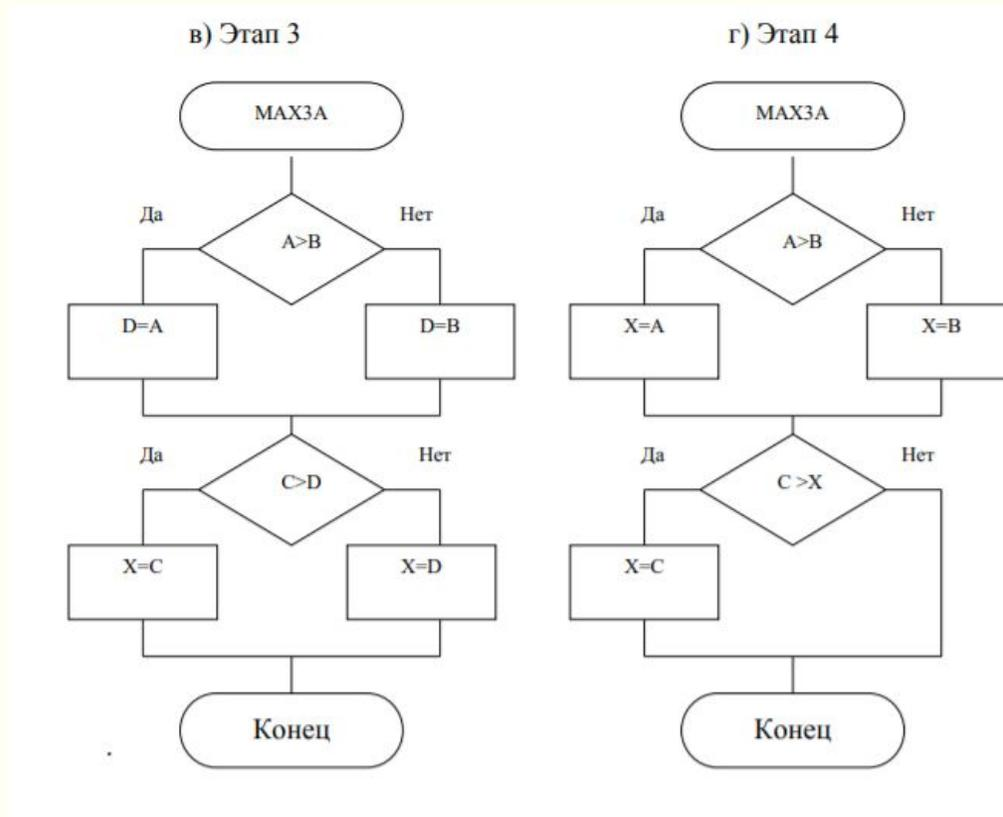 в) Этап 3
MAX3A
Да
Нет
A>B
D=A
D=B
Да
Нет
C>D
X=C
X=D
Конец
.
г) Этап 4
MAX3A
Да
Нет
A>B
X=A
X=B
Да
Нет
C >X
X=C
Конец